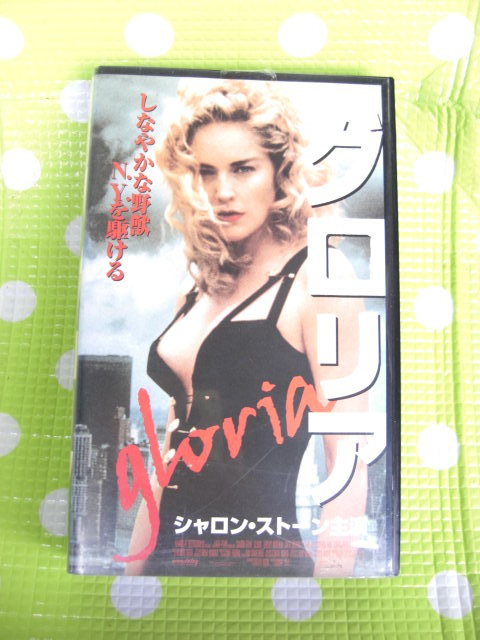 しなやかな野獣
N.Y.を駆ける
グロリア
gloria
シャロン・ストーン主演